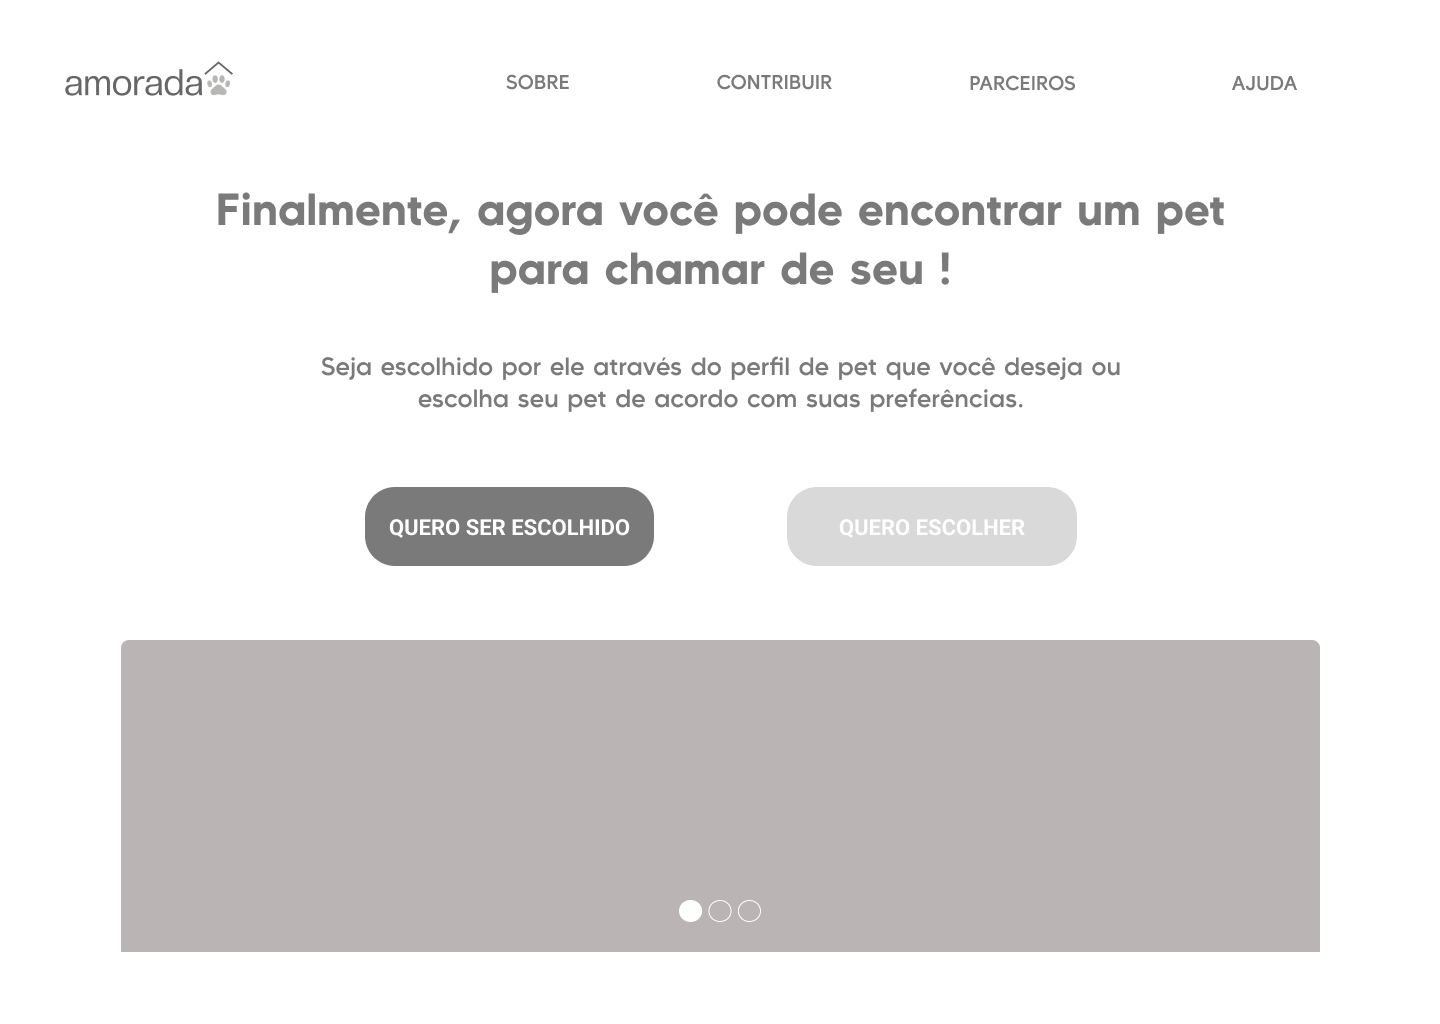 amorada
SOBRE
CONTRIBUIR
PARCEIROS
AJUDA
Finalmente, agora você pode encontrar um pet
para chamar de seu !
Seja escolhido por ele através do perfil de pet que você deseja ou
escolha seu pet de acordo com suas preferências.
QUERO SER ESCOLHIDO
QUERO ESCOLHER